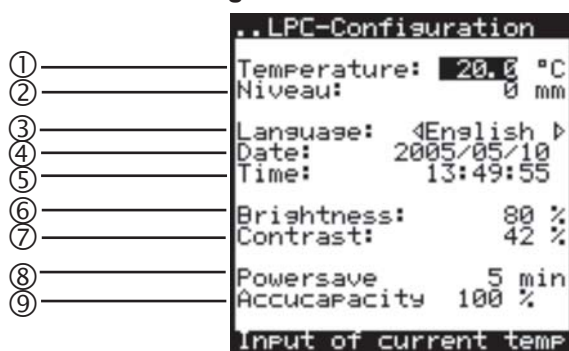 ..LPC-Configuration
① Temperature: 20.0 °C
② Niveau: 0 mm
③ Language: ◁English ▷
④ Date: 2005/05/10
⑤ Time: 13:49:55
⑥ Brightness: 80 %
⑦ Contrast: 42 %
⑧ Powersave 5 min
⑨ Accucapacity 100 %
Input of current temp